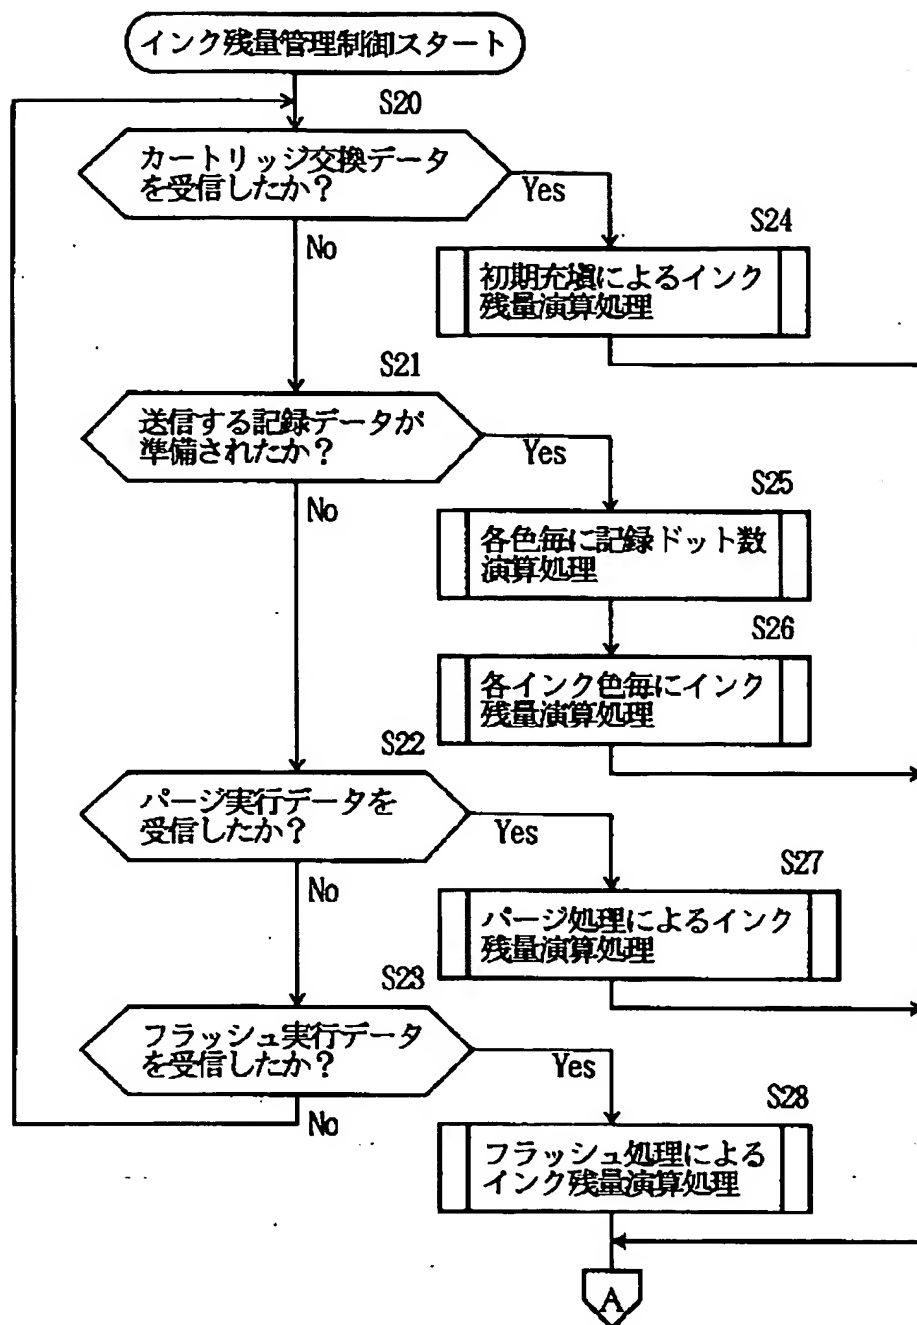 インク残量管理制御スタート
S20
カートリッジ交換データ
を受信したか？
Yes
No
S24
初期充填によるインク
残量演算処理
S21
送信する記録データが
準備されたか？
Yes
No
S25
各色毎に記録ドット数
演算処理
S26
各インク色毎にインク
残量演算処理
S22
パージ実行データを
受信したか？
Yes
No
S27
パージ処理によるインク
残量演算処理
S23
フラッシュ実行データ
を受信したか？
Yes
No
S28
フラッシュ処理による
インク残量演算処理
A